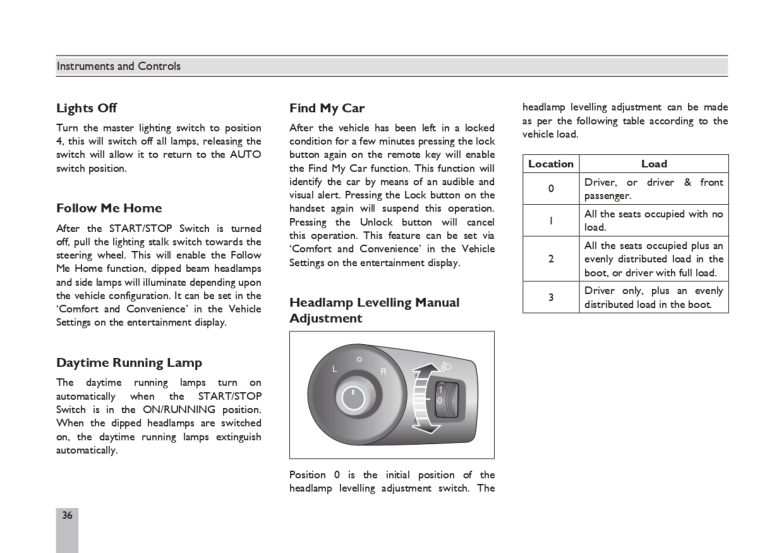 Instruments and Controls
Lights Off
Turn the master lighting switch to position
4, this will switch off all lamps, releasing the
switch will allow it to return to the AUTO
switch position.
Follow Me Home
After the START/STOP Switch is turned
off, pull the lighting stalk switch towards the
steering wheel. This will enable the Follow
Me Home function, dipped beam headlamps
and side lamps will illuminate depending upon
the vehicle configuration. It can be set in the
‘Comfort and Convenience’ in the Vehicle
Settings on the entertainment display.
Daytime Running Lamp
The daytime running lamps turn on
automatically when the START/STOP
Switch is in the ON/RUNNING position.
When the dipped headlamps are switched
on, the daytime running lamps extinguish
automatically.
Find My Car
After the vehicle has been left in a locked
condition for a few minutes pressing the lock
button again on the remote key will enable
the Find My Car function. This function will
identify the car by means of an audible and
visual alert. Pressing the Lock button on the
handset again will suspend this operation.
Pressing the Unlock button will cancel
this operation. This feature can be set via
‘Comfort and Convenience’ in the Vehicle
Settings on the entertainment display.
Headlamp Levelling Manual
Adjustment
L O R
1
0
Position 0 is the initial position of the
headlamp levelling adjustment switch. The
headlamp levelling adjustment can be made
as per the following table according to the
vehicle load.
Location Load
0 Driver, or driver & front
passenger.
1 All the seats occupied with no
load.
All the seats occupied plus an
2 evenly distributed load in the
boot, or driver with full load.
3 Driver only, plus an evenly
distributed load in the boot.
36